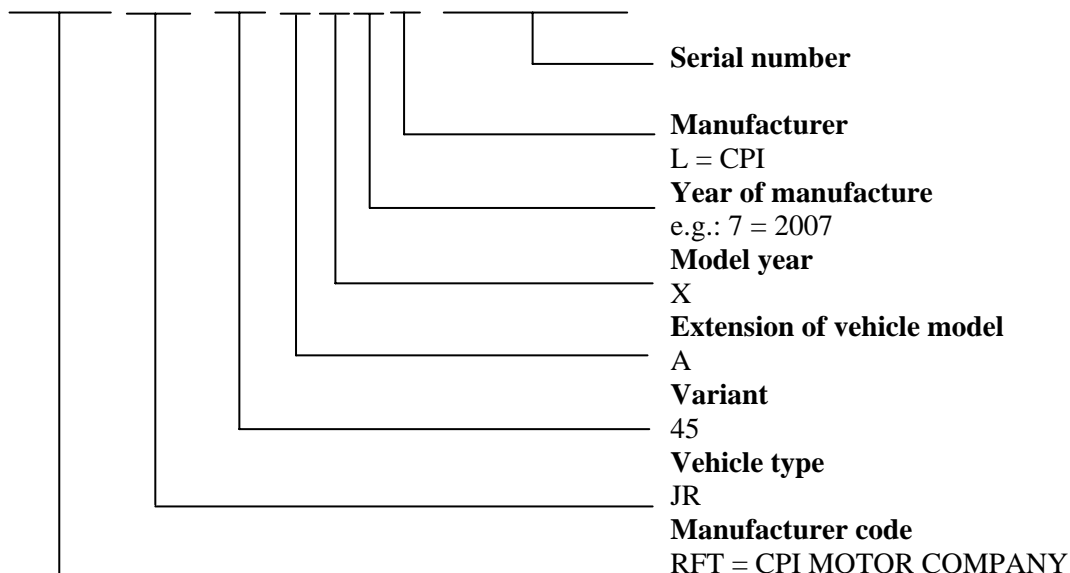 Serial number
Manufacturer
L = CPI
Year of manufacture
e.g.: 7 = 2007
Model year
X
Extension of vehicle model
A
Variant
45
Vehicle type
JR
Manufacturer code
RFT = CPI MOTOR COMPANY